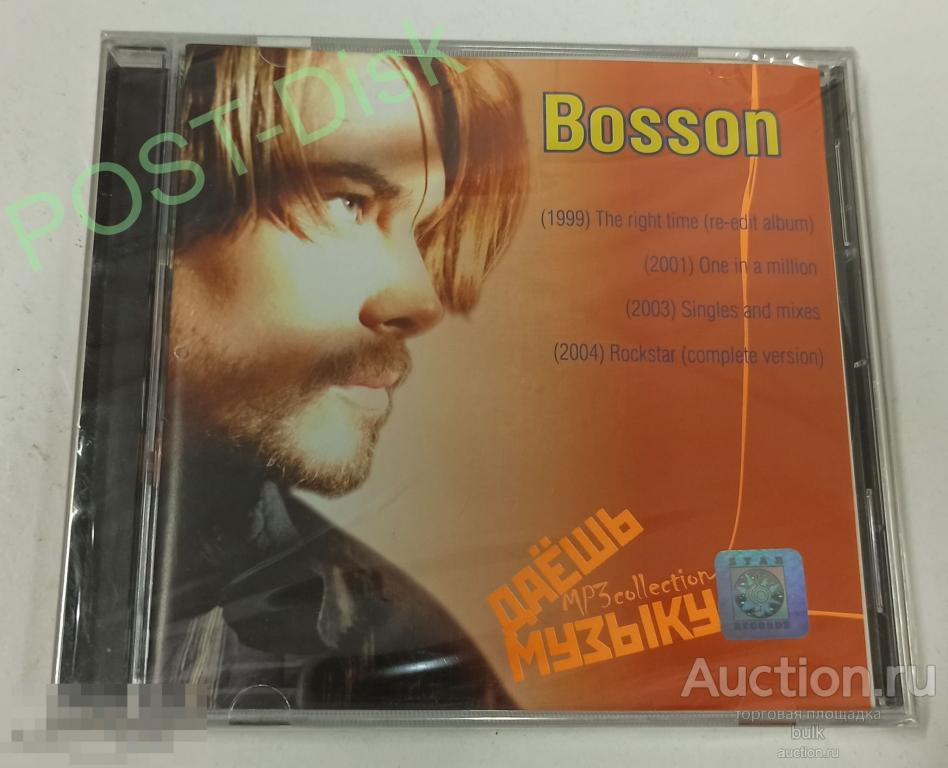 POST-Disk
Bosson
(1999) The right time (re-edit album)
(2001) One in a million
(2003) Singles and mixes
(2004) Rockstar (complete version)
ДАЁШЬ
MP3 collection
МУЗЫКУ
STAR
RECORDS
Auction.ru
торговая площадка
bulk
auction.ru